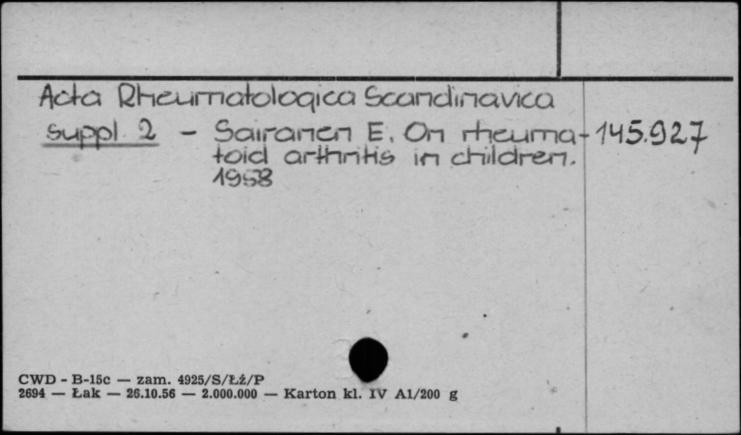 Acta Rheumatologica Scandinavica
Suppl. 2 - Sairanen E. On rheuma- 145.927
toid arthritis in children.
1958
CWD - B-15c — zam. 4925/S/Łź/P
2694 — Łak — 26.10.56 — 2.000.000 — Karton kl. IV A1/200 g